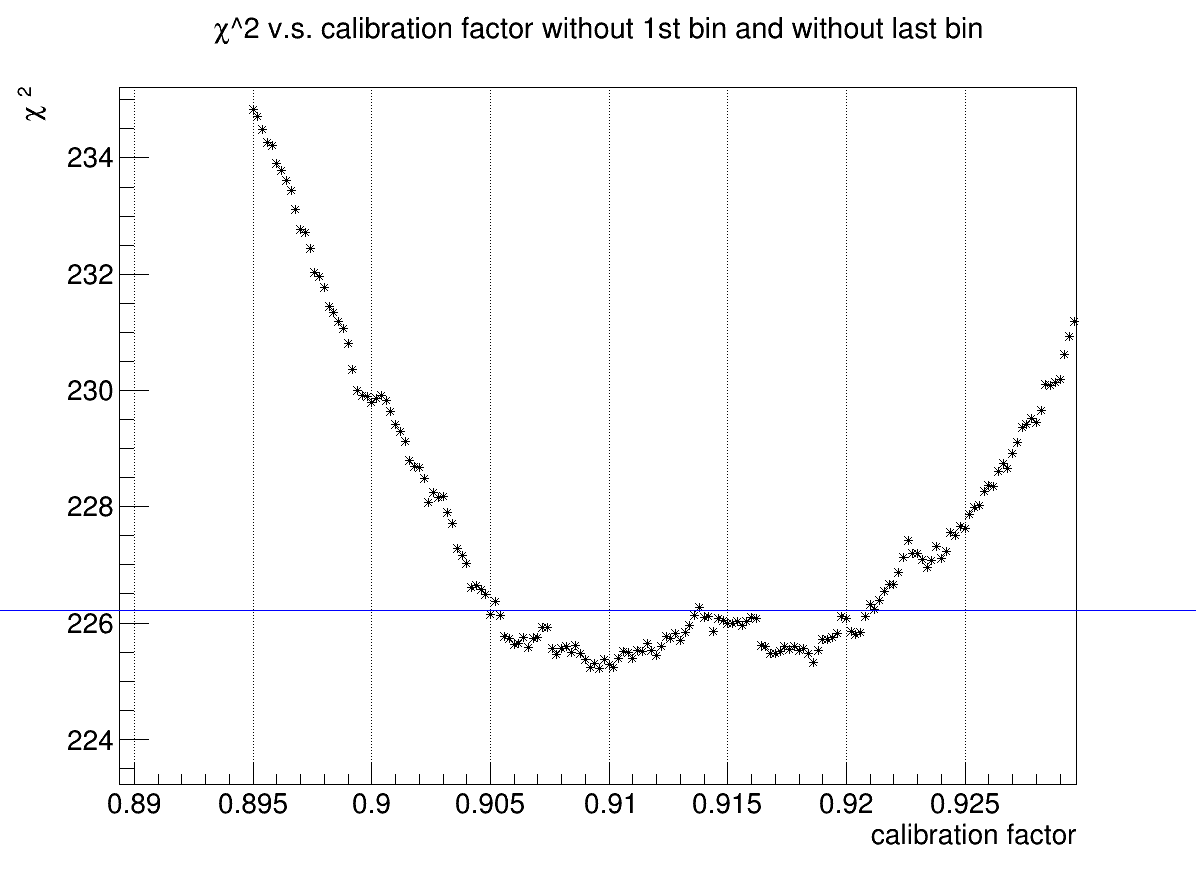 χ^2 v.s. calibration factor without 1st bin and without last bin
χ 2
234
232
230
228
226
224
0.89 0.895 0.9 0.905 0.91 0.915 0.92 0.925
calibration factor